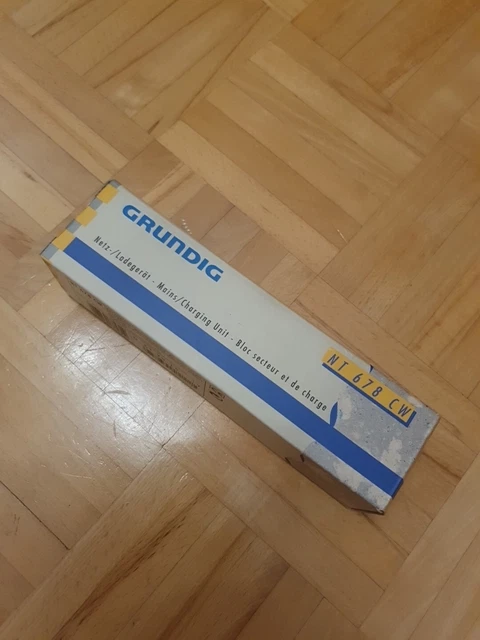 GRUNDIG
Netz-/Ladegerät - Mains/Charging Unit - Bloc secteur et de charge
NT 678 CW